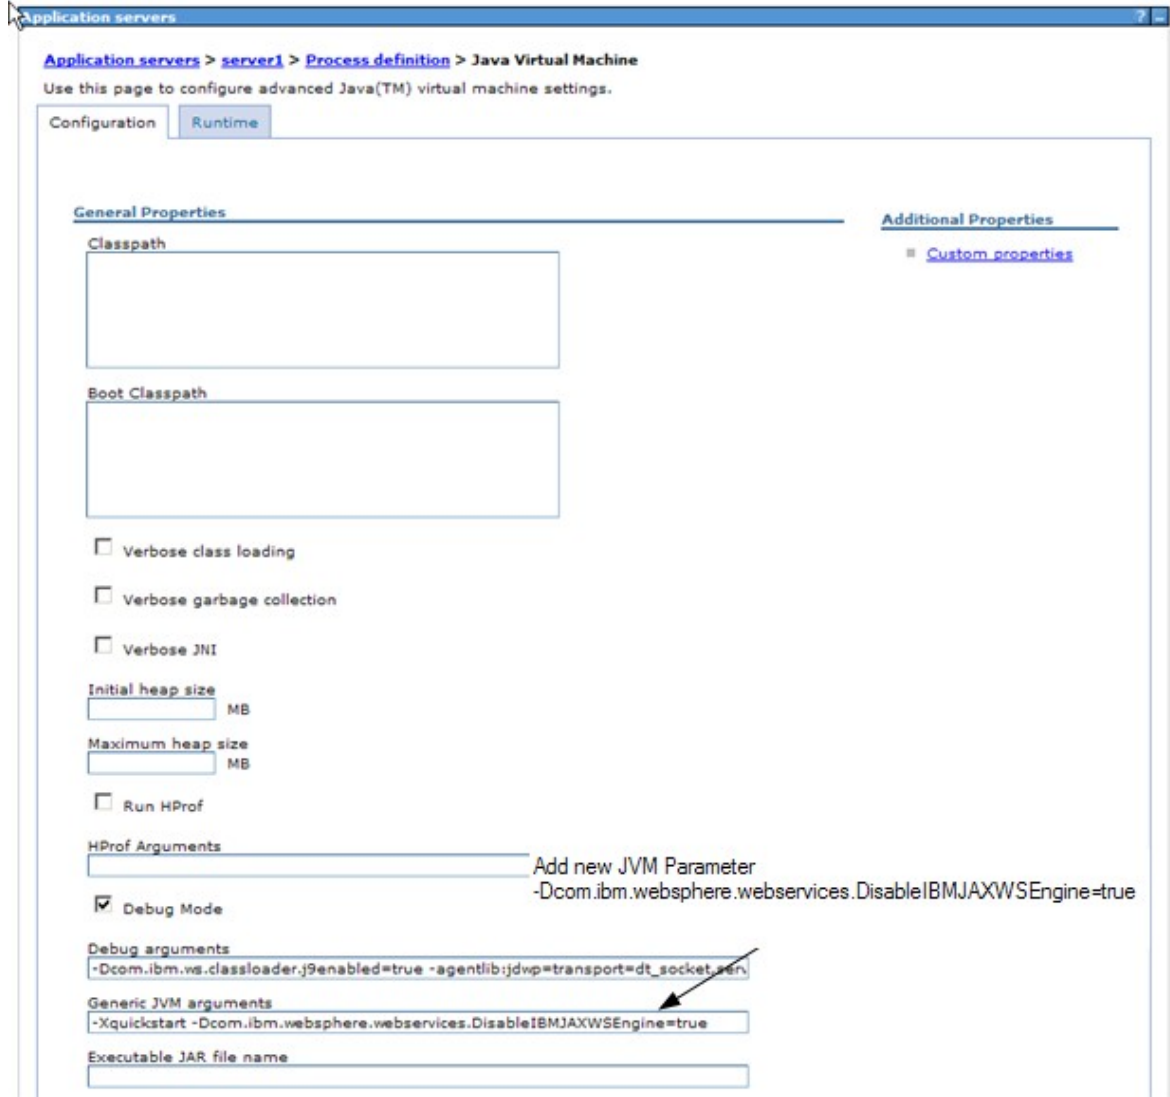 Application servers ? –
Application servers > server1 > Process definition > Java Virtual Machine
Use this page to configure advanced Java(TM) virtual machine settings.
Configuration Runtime
General Properties
Additional Properties
Classpath
Custom properties
Boot Classpath
Verbose class loading
Verbose garbage collection
Verbose JNI
Initial heap size
MB
Maximum heap size
MB
Run HProf
HProf Arguments
Add new JVM Parameter
-Dcom.ibm.websphere.webservices.DisableIBMJAXWSEngine=true
Debug Mode
Debug arguments
-Dcom.ibm.ws.classloader.j9enabled=true -agentlib:jdwp=transport=dt_socket,serv
Generic JVM arguments
-Xquickstart -Dcom.ibm.websphere.webservices.DisableIBMJAXWSEngine=true
Executable JAR file name